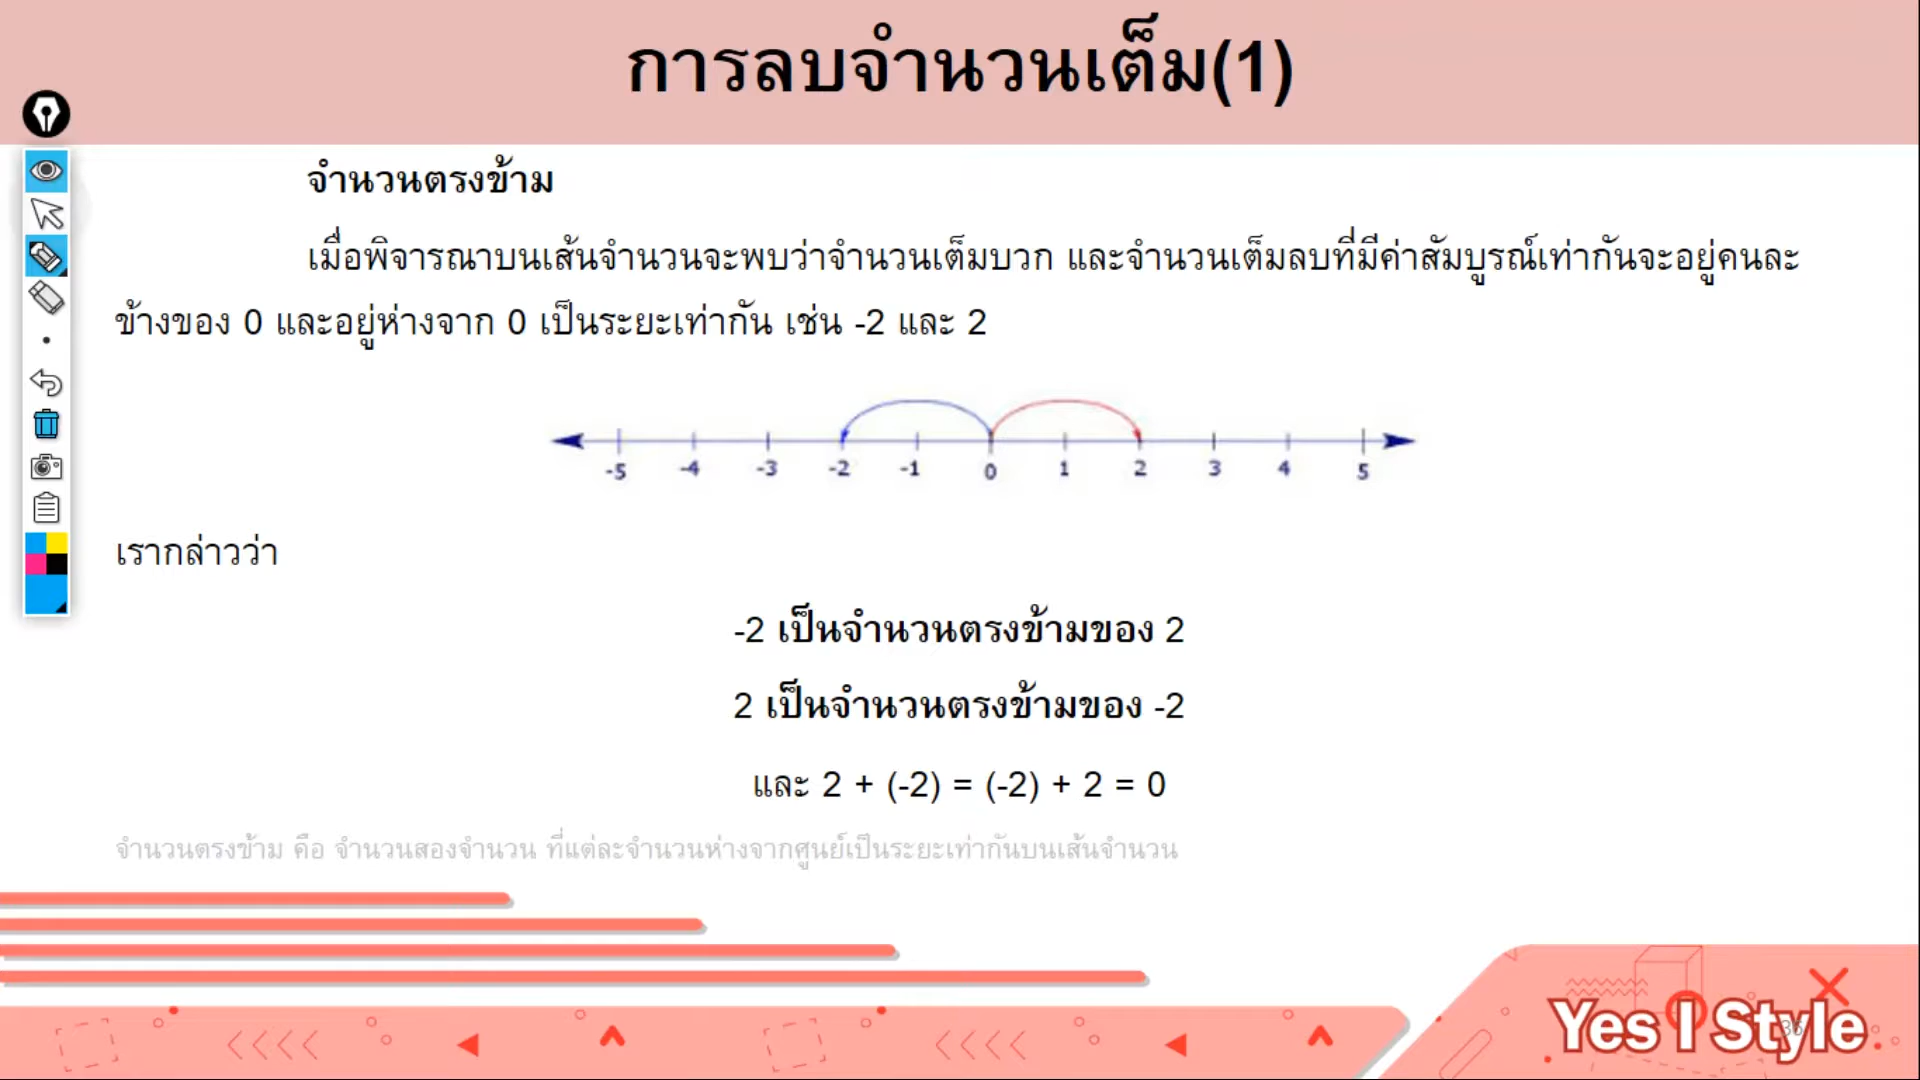 การลบจำนวนเต็ม(1)
จำนวนตรงข้าม
เมื่อพิจารณาบนเส้นจำนวนจะพบว่าจำนวนเต็มบวก และจำนวนเต็มลบที่มีค่าสัมบูรณ์เท่ากันจะอยู่คนละ
ข้างของ 0 และอยู่ห่างจาก 0 เป็นระยะเท่ากัน เช่น -2 และ 2
-5 -4 -3 -2 -1 0 1 2 3 4 5
เรากล่าวว่า
-2 เป็นจำนวนตรงข้ามของ 2
2 เป็นจำนวนตรงข้ามของ -2
และ 2 + (-2) = (-2) + 2 = 0
จำนวนตรงข้าม คือ จำนวนสองจำนวน ที่แต่ละจำนวนห่างจากศูนย์เป็นระยะเท่ากันบนเส้นจำนวน
Yes I Style